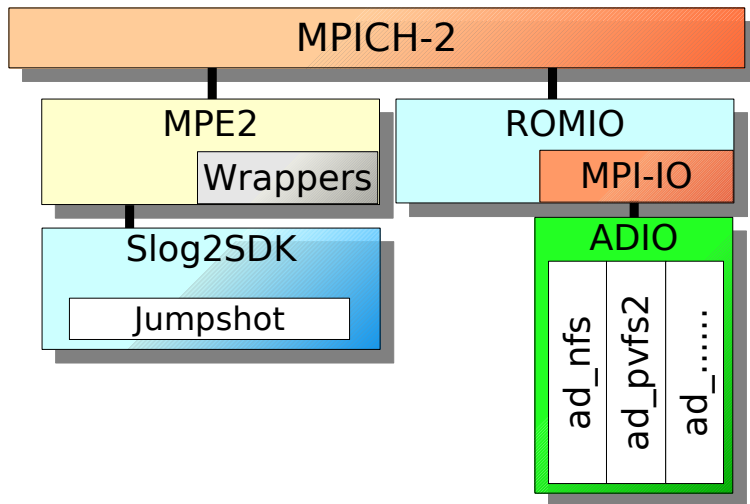 MPICH-2
MPE2
ROMIO
Wrappers
MPI-IO
Slog2SDK
ADIO
Jumpshot
ad_nfs
ad_pvfs2
ad_......